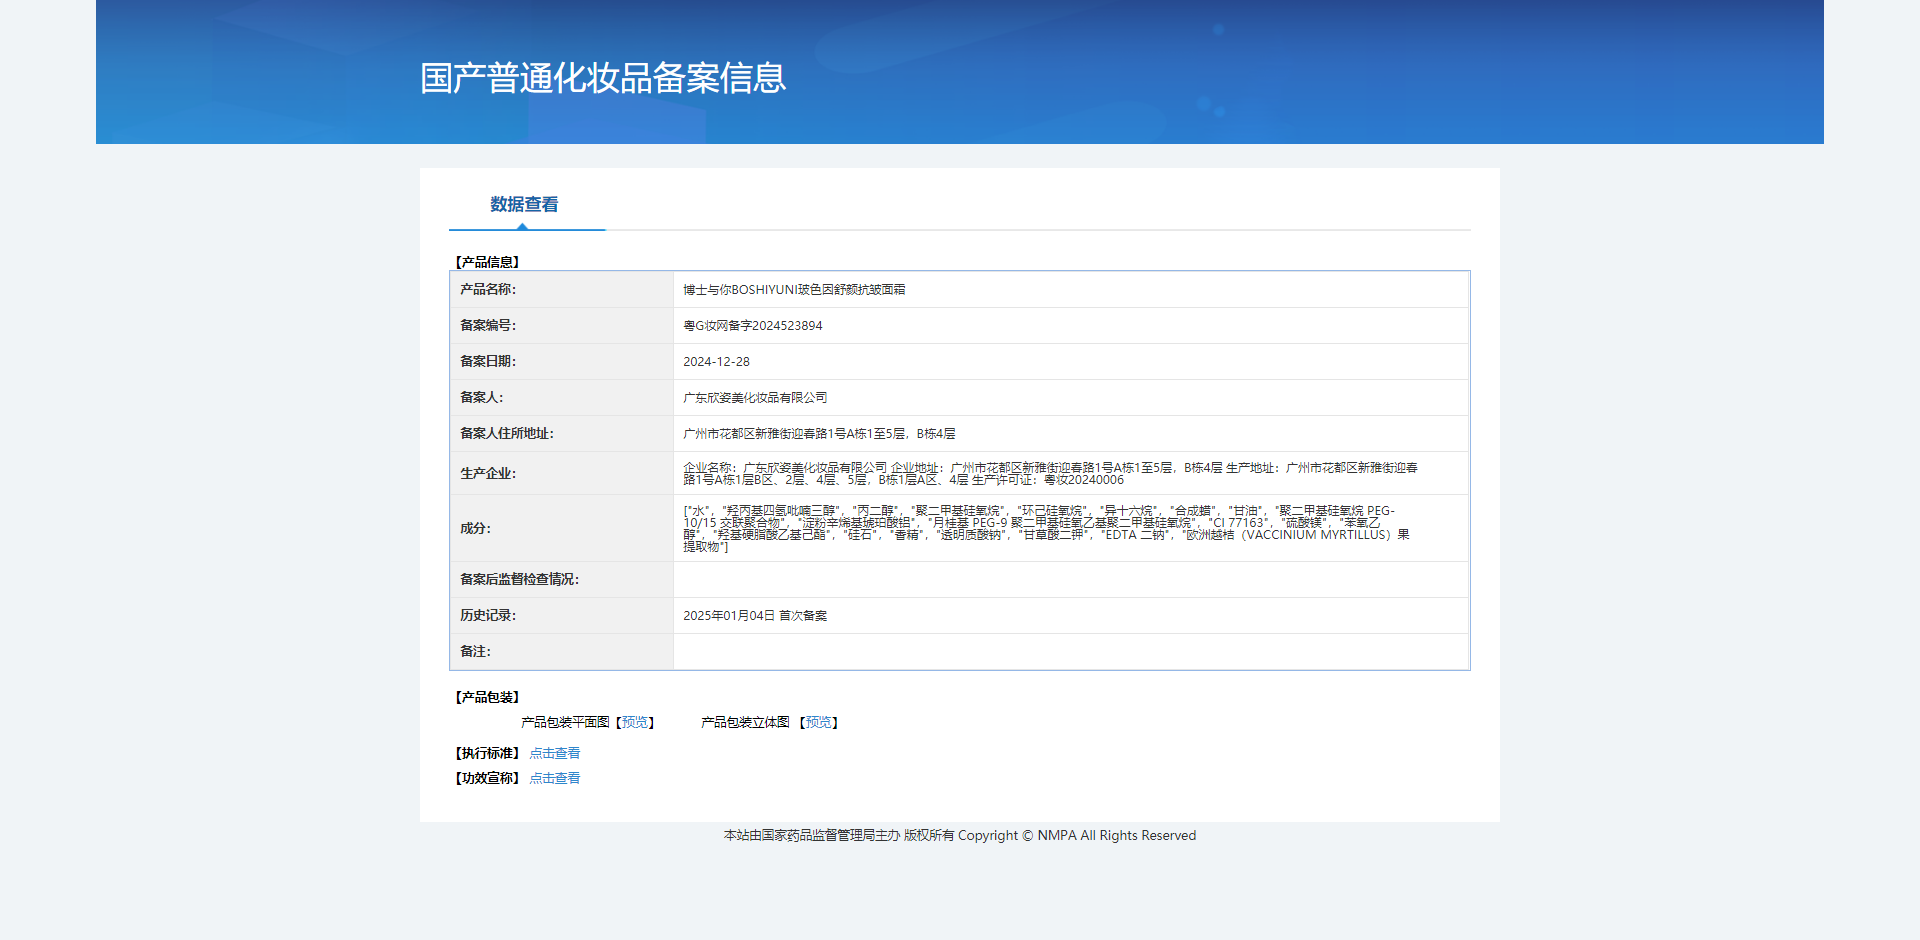 国产普通化妆品备案信息
数据查看
【产品信息】
产品名称： 博士与你BOSHIYUNI玻色因舒颜抗皱面霜
备案编号： 粤G妆网备字2024523894
备案日期： 2024-12-28
备案人： 广东欣姿美化妆品有限公司
备案人住所地址： 广州市花都区新雅街迎春路1号A栋1至5层，B栋4层
生产企业： 企业名称：广东欣姿美化妆品有限公司 企业地址：广州市花都区新雅街迎春路1号A栋1至5层，B栋4层 生产地址：广州市花都区新雅街迎春
路1号A栋1层B区、2层、4层、5层，B栋1层A区、4层 生产许可证：粤妆20240006
成分： ["水"，"羟丙基四氢吡喃三醇"，"丙二醇"，"聚二甲基硅氧烷"，"环己硅氧烷"，"异十六烷"，"合成蜡"，"甘油"，"聚二甲基硅氧烷 PEG-
10/15 交联聚合物"，"淀粉辛烯基琥珀酸铝"，"月桂基 PEG-9 聚二甲基硅氧乙基聚二甲基硅氧烷"，"CI 77163"，"硫酸镁"，"苯氧乙
醇"，"羟基硬脂酸乙基己酯"，"硅石"，"香精"，"透明质酸钠"，"甘草酸二钾"，"EDTA 二钠"，"欧洲越桔（VACCINIUM MYRTILLUS）果
提取物"]
备案后监督检查情况：
历史记录： 2025年01月04日 首次备案
备注：
【产品包装】
产品包装平面图【预览】 产品包装立体图 【预览】
【执行标准】 点击查看
【功效宣称】 点击查看
本站由国家药品监督管理局主办 版权所有 Copyright © NMPA All Rights Reserved